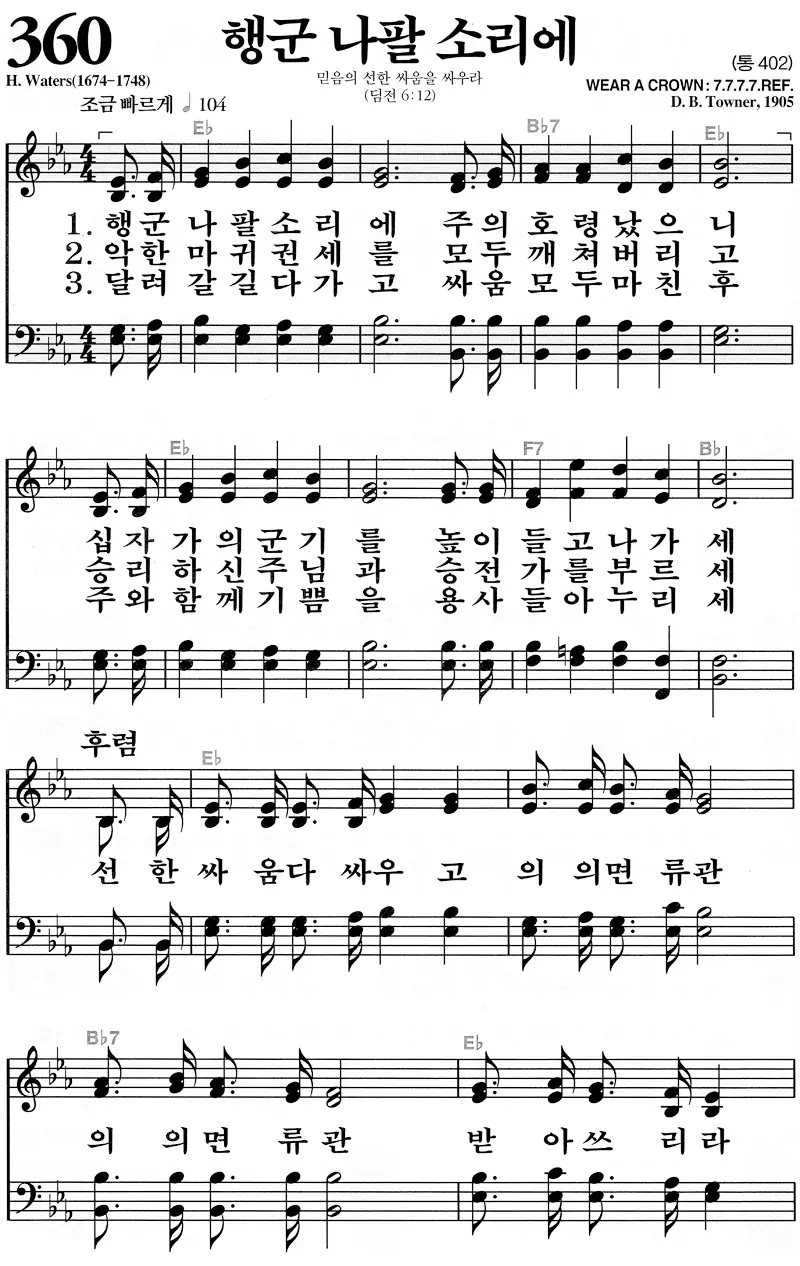 360 행군 나팔 소리에
(통 402)
H. Waters(1674-1748)
믿음의 선한 싸움을 싸우라
(딤전 6:12)
WEAR A CROWN: 7.7.7.7.REF.
D. B. Towner, 1905
조금 빠르게 ♩104
E♭ B♭7 E♭
1. 행군 나팔소리에 주의호령났으니
2. 악한 마귀권세를 모두깨쳐버리고
3. 달려 갈길다가고 싸움모두마친후
E♭ F7 B♭
십자가의군기를 높이들고나가세
승리하신주님과 승전가를부르세
주와함께기쁨을 용사들아누리세
후렴
E♭
선한싸움다싸우고 의의면류관
B♭7 E♭
의의면류관 받아쓰리라